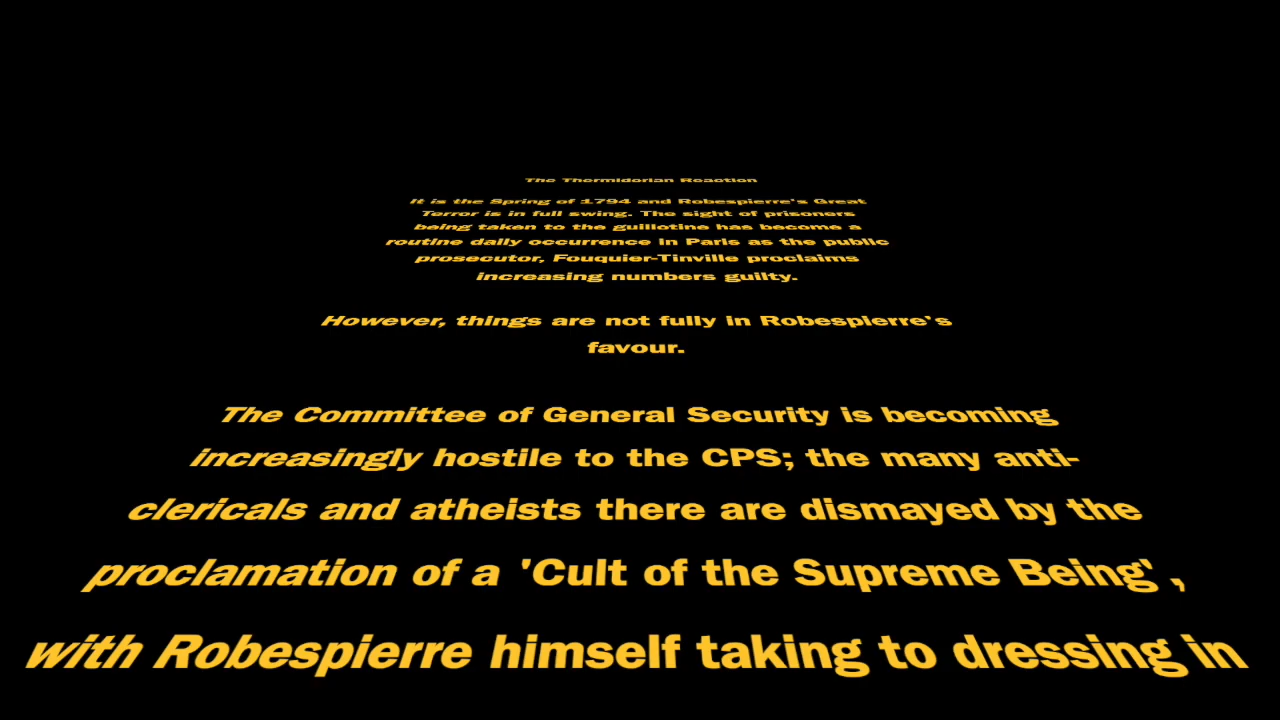 The Thermidorian Reaction
It is the Spring of 1794 and Robespierre's Great
Terror is in full swing. The sight of prisoners
being taken to the guillotine has become a
routine daily occurrence in Paris as the public
prosecutor, Fouquier-Tinville proclaims
increasing numbers guilty.
However, things are not fully in Robespierre's
favour.
The Committee of General Security is becoming
increasingly hostile to the CPS; the many anti-
clericals and atheists there are dismayed by the
proclamation of a 'Cult of the Supreme Being' ,
with Robespierre himself taking to dressing in